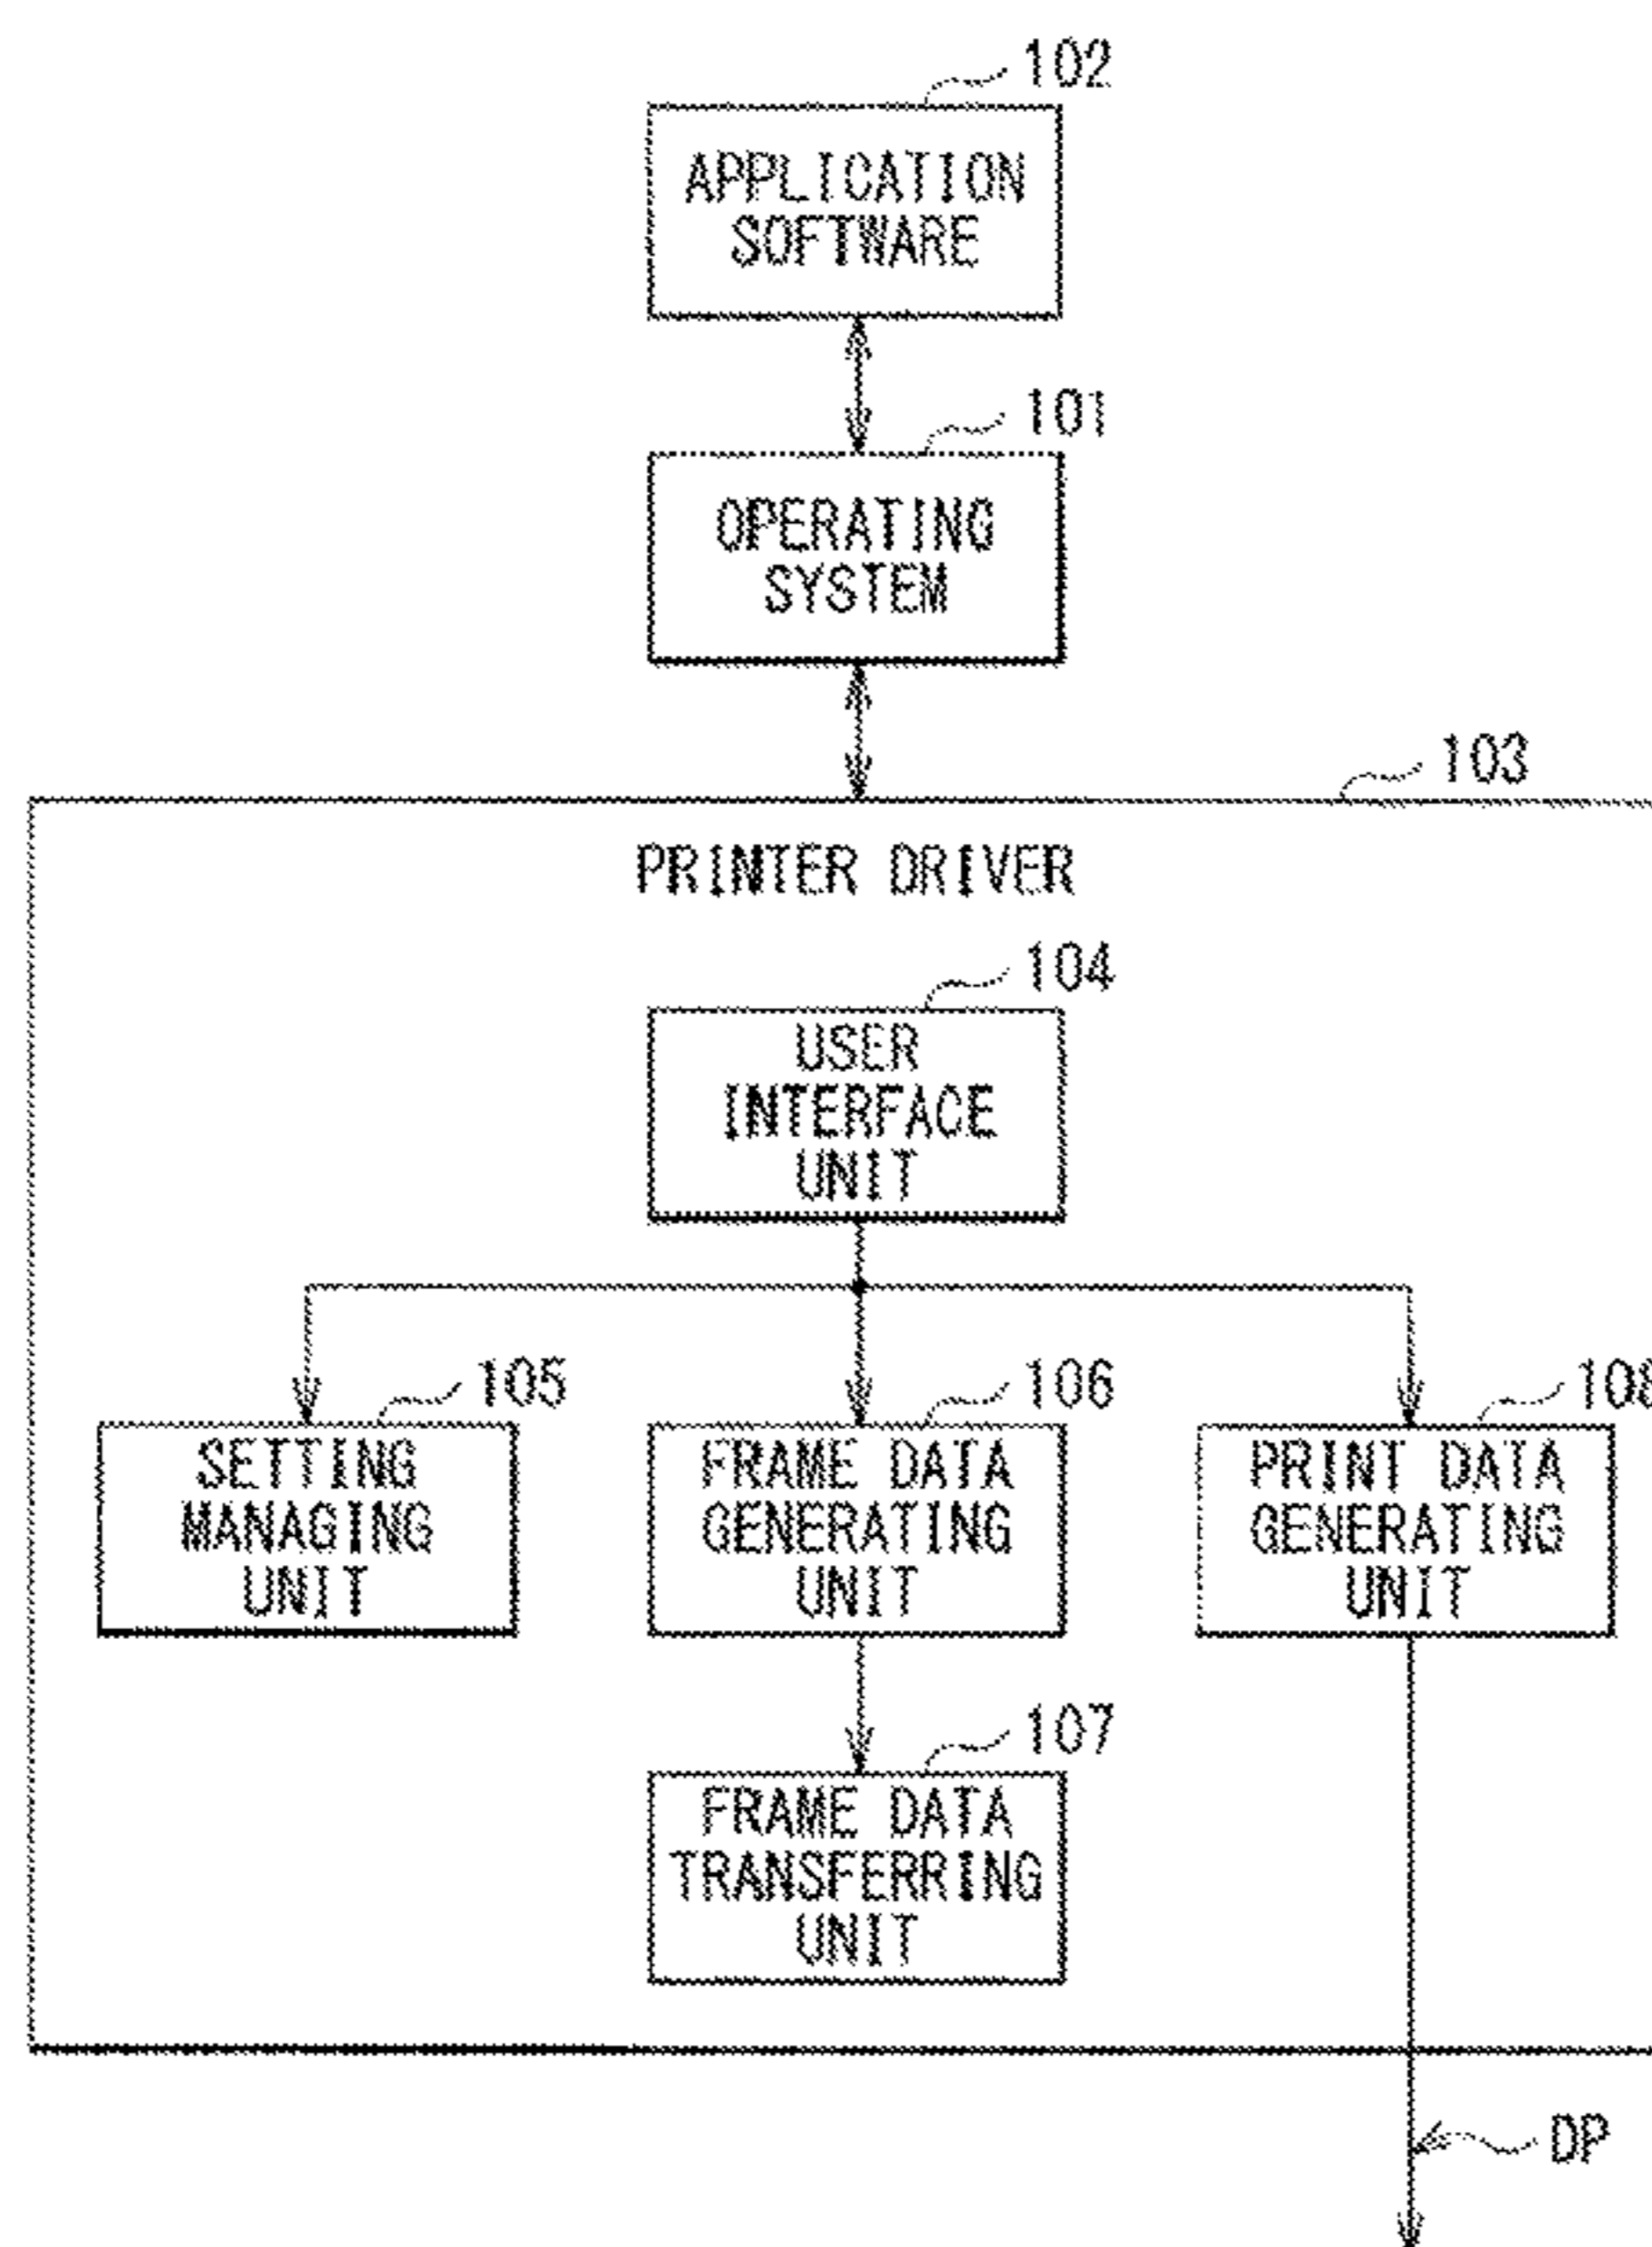 102
APPLICATION
SOFTWARE
101
OPERATING
SYSTEM
103
PRINTER DRIVER
104
USER
INTERFACE
UNIT
105
SETTING
MANAGING
UNIT
106
FRAME DATA
GENERATING
UNIT
108
PRINT DATA
GENERATING
UNIT
107
FRAME DATA
TRANSFERRING
UNIT
DP